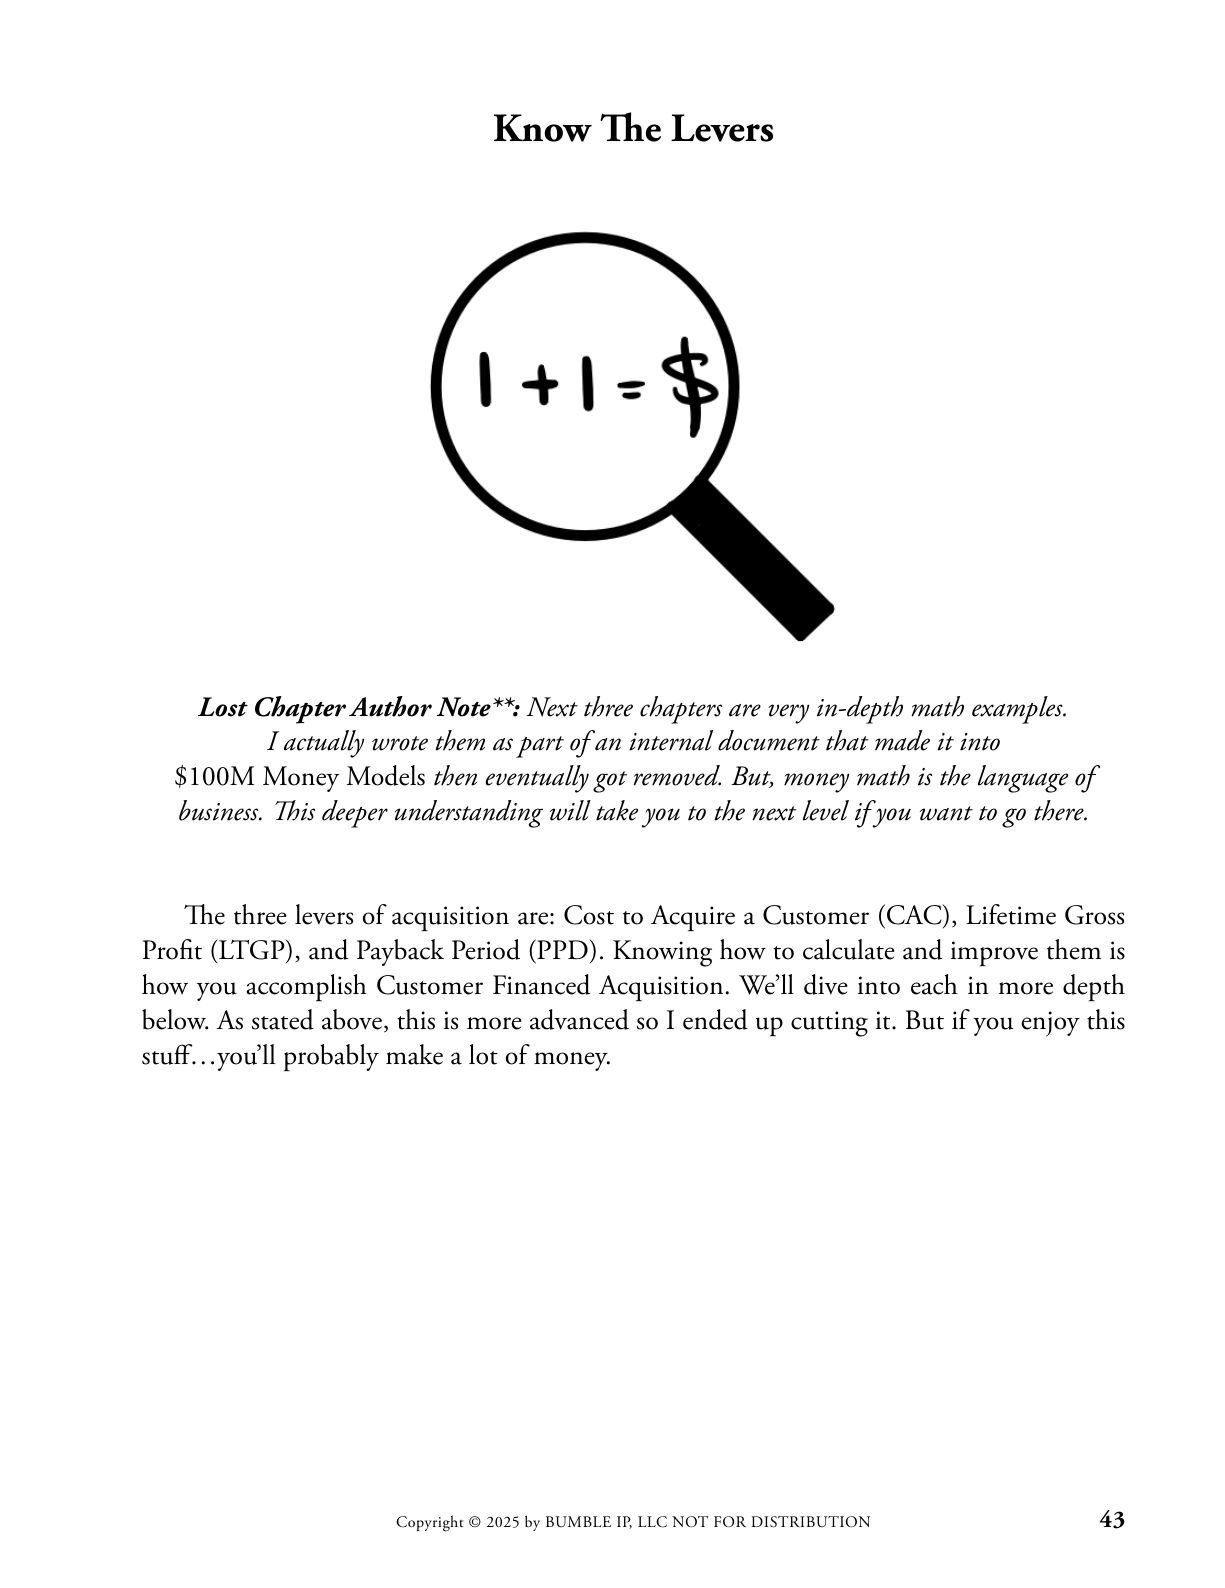 Know The Levers
1 + 1 = $
Lost Chapter Author Note**: Next three chapters are very in-depth math examples.
I actually wrote them as part of an internal document that made it into
$100M Money Models then eventually got removed. But, money math is the language of
business. This deeper understanding will take you to the next level if you want to go there.
The three levers of acquisition are: Cost to Acquire a Customer (CAC), Lifetime Gross
Profit (LTGP), and Payback Period (PPD). Knowing how to calculate and improve them is
how you accomplish Customer Financed Acquisition. We’ll dive into each in more depth
below. As stated above, this is more advanced so I ended up cutting it. But if you enjoy this
stuff…you’ll probably make a lot of money.
Copyright © 2025 by BUMBLE IP, LLC NOT FOR DISTRIBUTION
43